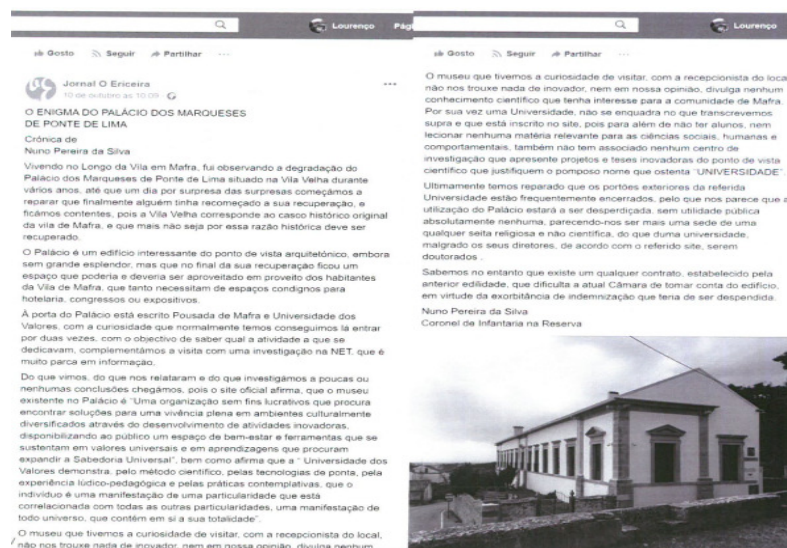 Lourenço
Pág
Gosto Seguir Partilhar ...
Jornal O Ericeira
10 de outubro às 10:09
O ENIGMA DO PALÁCIO DOS MARQUESES
DE PONTE DE LIMA
Crónica de
Nuno Pereira da Silva
Vivendo no Longo da Vila em Mafra, fui observando a degradação do
Palácio dos Marqueses de Ponte de Lima situado na Vila Velha durante
vários anos, até que um dia por surpresa das surpresas começámos a
reparar que finalmente alguém tinha recomeçado a sua recuperação, e
ficámos contentes, pois a Vila Velha corresponde ao casco histórico original
da vila de Mafra, e que mais não seja por essa razão histórica deve ser
recuperado.
O Palácio é um edifício interessante do ponto de vista arquitetónico, embora
sem grande esplendor, mas que no final da sua recuperação ficou um
espaço que poderia e deveria ser aproveitado em proveito dos habitantes
da Vila de Mafra, que tanto necessitam de espaços condignos para
hotelaria, congressos ou expositivos.
À porta do Palácio está escrito Pousada de Mafra e Universidade dos
Valores, com a curiosidade que normalmente temos conseguimos lá entrar
por duas vezes, com o objectivo de saber qual a atividade a que se
dedicavam, complementámos a visita com uma investigação na NET, que é
muito parca em informação.
Do que vimos, do que nos relataram e do que investigámos a poucas ou
nenhumas conclusões chegámos, pois o site oficial afirma, que o museu
existente no Palácio é "Uma organização sem fins lucrativos que procura
encontrar soluções para uma vivência plena em ambientes culturalmente
diversificados através do desenvolvimento de atividades inovadoras,
disponibilizando ao público um espaço de bem-estar e ferramentas que se
sustentam em valores universais e em aprendizagens que procuram
expandir a Sabedoria Universal", bem como afirma que a " Universidade dos
Valores demonstra, pelo método científico, pelas tecnologias de ponta, pela
experiência lúdico-pedagógica e pelas práticas contemplativas, que o
indivíduo é uma manifestação de uma particularidade que está
correlacionada com todas as outras particularidades, uma manifestação de
todo universo, que contém em si a sua totalidade".
O museu que tivemos a curiosidade de visitar, com a recepcionista do local,
não nos trouxe nada de inovador, nem em nossa opinião, divulga nenhum
Lourenço
Gosto Seguir Partilhar ...
O museu que tivemos a curiosidade de visitar, com a recepcionista do loca
não nos trouxe nada de inovador, nem em nossa opinião, divulga nenhum
conhecimento científico que tenha interesse para a comunidade de Mafra.
Por sua vez uma Universidade, não se enquadra no que transcrevemos
supra e que está inscrito no site, pois para além de não ter alunos, nem
lecionar nenhuma matéria relevante para as ciências sociais, humanas e
comportamentais, também não tem associado nenhum centro de
investigação que apresente projetos e teses inovadoras do ponto de vista
científico que justifiquem o pomposo nome que ostenta "UNIVERSIDADE".
Ultimamente temos reparado que os portões exteriores da referida
Universidade estão frequentemente encerrados, pelo que nos parece que a
utilização do Palácio estará a ser desperdiçada, sem utilidade pública
absolutamente nenhuma, parecendo-nos ser mais uma sede de uma
qualquer seita religiosa e não científica, do que duma universidade,
malgrado os seus diretores, de acordo com o referido site, serem
doutorados .
Sabemos no entanto que existe um qualquer contrato, estabelecido pela
anterior edilidade, que dificulta a atual Câmara de tomar conta do edifício,
em virtude da exorbitância de indemnização que teria de ser despendida.
Nuno Pereira da Silva
Coronel de Infantaria na Reserva